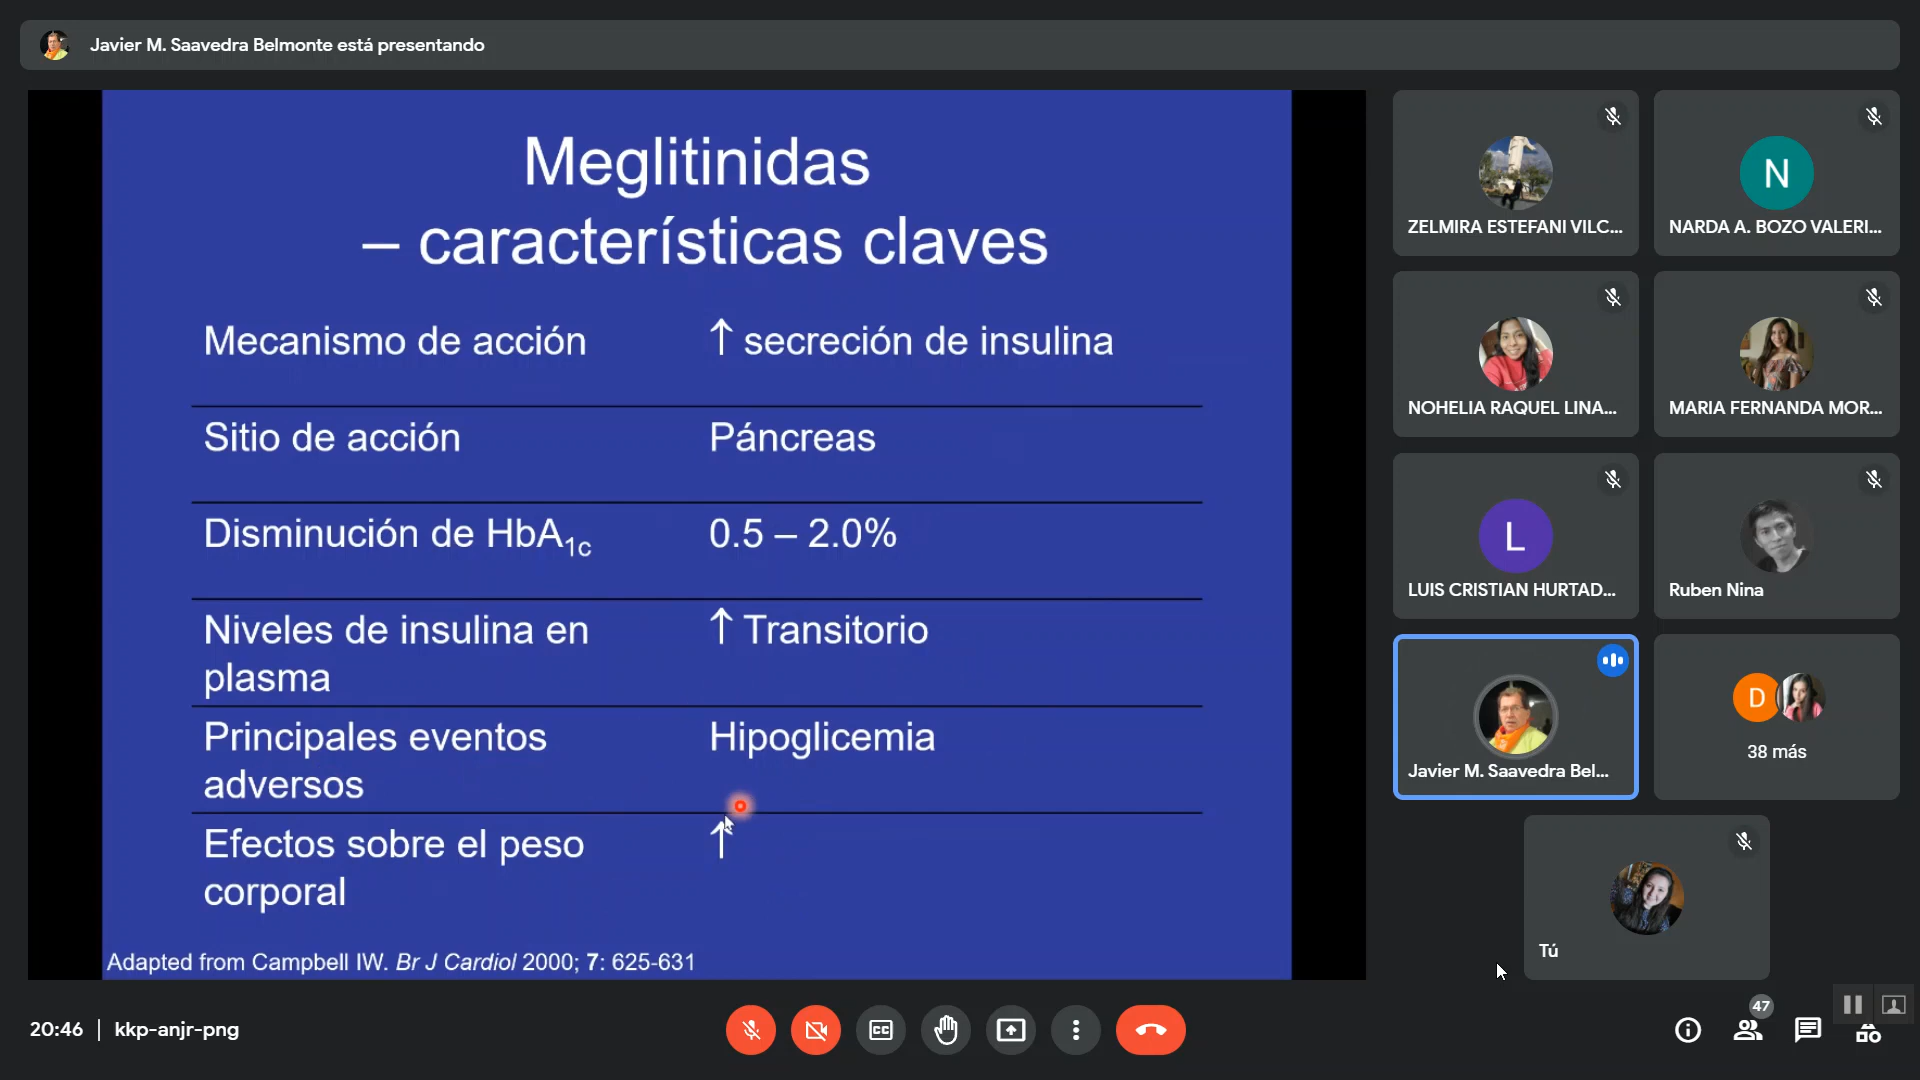 Javier M. Saavedra Belmonte está presentando
Meglitinidas
– características claves
Mecanismo de acción ↑ secreción de insulina
Sitio de acción Páncreas
Disminución de HbA1c 0.5 – 2.0%
Niveles de insulina en ↑ Transitorio
plasma
Principales eventos Hipoglicemia
adversos
Efectos sobre el peso ↑
corporal
Adapted from Campbell IW. Br J Cardiol 2000; 7: 625-631
ZELMIRA ESTEFANI VILC...
N
NARDA A. BOZO VALERI...
NOHELIA RAQUEL LINA...
MARIA FERNANDA MOR...
L
LUIS CRISTIAN HURTAD...
Ruben Nina
Javier M. Saavedra Bel...
D
38 más
Tú
20:46 | kkp-anjr-png
CC
47